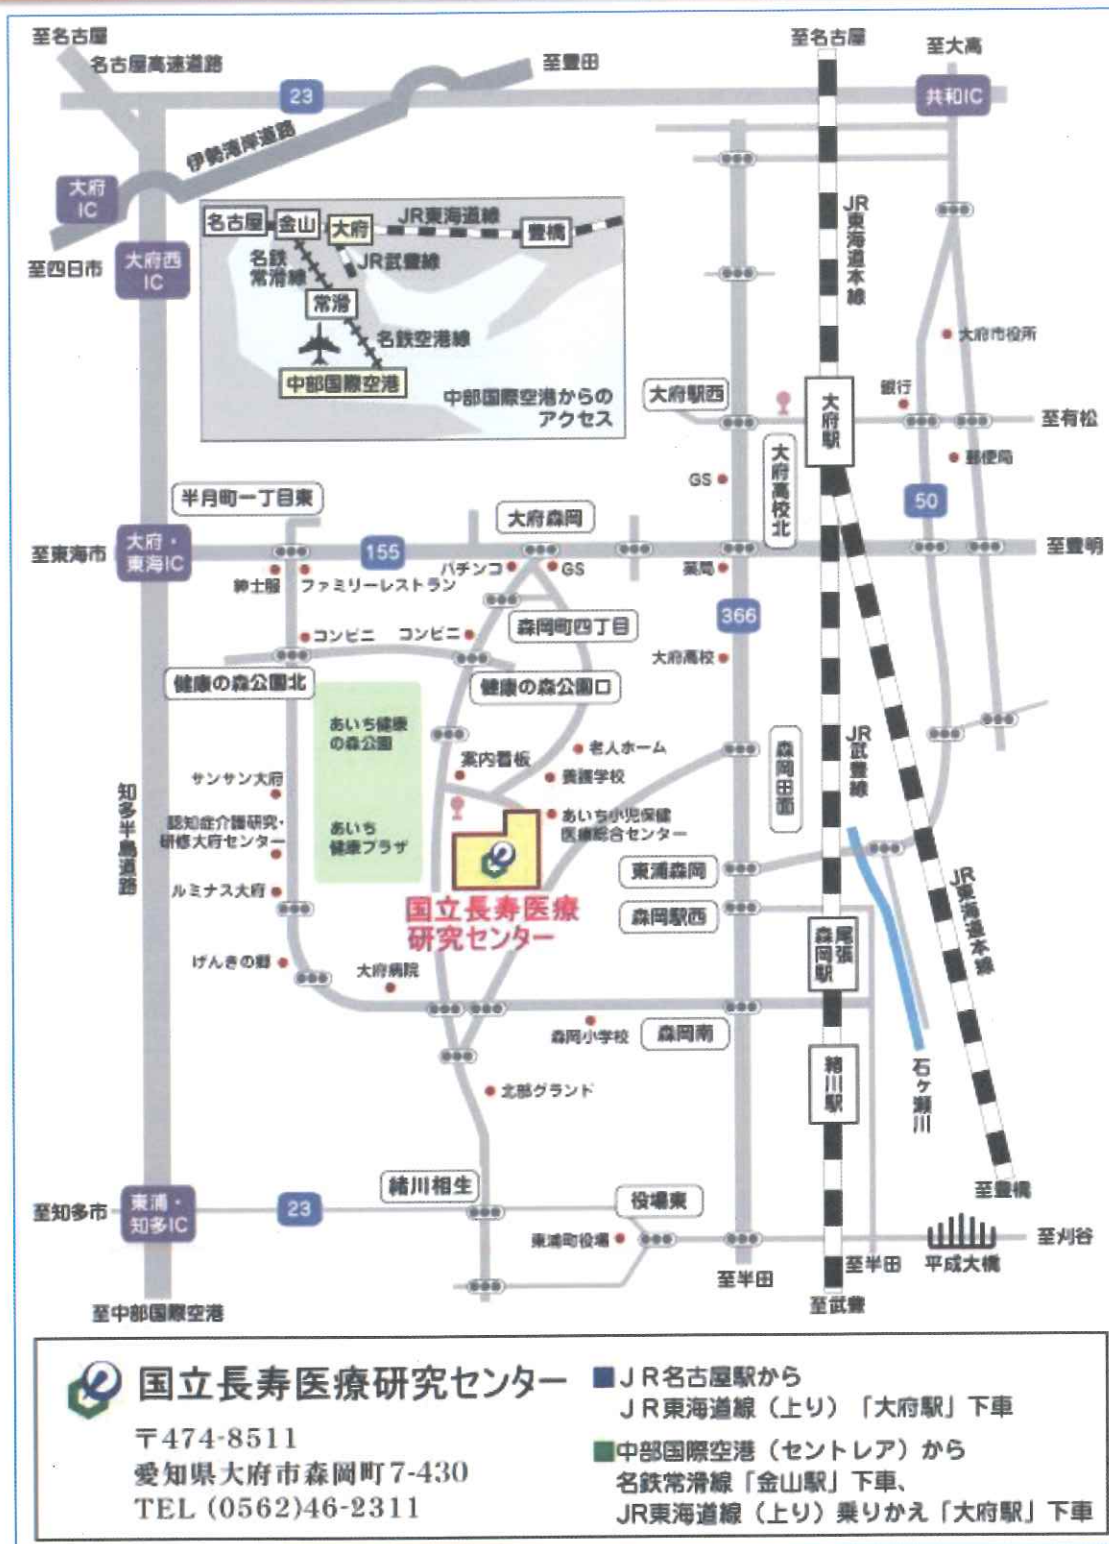 至名古屋
名古屋高速道路
至豊田
至名古屋
至大高
23
共和IC
伊勢湾岸道路
大府
IC
至四日市
大府西
IC
名古屋
金山
大府
JR東海道線
豊橋
名鉄
常滑線
JR武豊線
常滑
名鉄空港線
中部国際空港
中部国際空港からの
アクセス
JR東海道本線
大府市役所
大府駅西
大府駅
銀行
至有松
郵便局
GS
大府高校北
50
半月町一丁目東
大府森岡
至東海市
大府・
東海IC
155
至豊明
紳士服
ファミリーレストラン
パチンコ
GS
薬局
366
森岡町四丁目
コンビニ
コンビニ
大府高校
健康の森公園北
健康の森公園口
あいち健康
の森公園
案内看板
老人ホーム
養護学校
森岡田面
JR武豊線
サンサン大府
あいち
健康プラザ
あいち小児保健
医療総合センター
認知症介護研究・
研修大府センター
知多半島道路
ルミナス大府
東浦森岡
国立長寿医療
研究センター
森岡駅西
尾張
森岡駅
JR東海道本線
げんきの郷
大府病院
森岡小学校
森岡南
緒川駅
石ヶ瀬川
北部グランド
至豊橋
緒川相生
役場東
至知多市
東浦・
知多IC
23
東浦町役場
至刈谷
至半田
至半田
平成大橋
至武豊
至中部国際空港
国立長寿医療研究センター
〒474-8511
愛知県大府市森岡町7-430
TEL (0562)46-2311
■JR名古屋駅から
JR東海道線（上り）「大府駅」下車
■中部国際空港（セントレア）から
名鉄常滑線「金山駅」下車、
JR東海道線（上り）乗りかえ「大府駅」下車